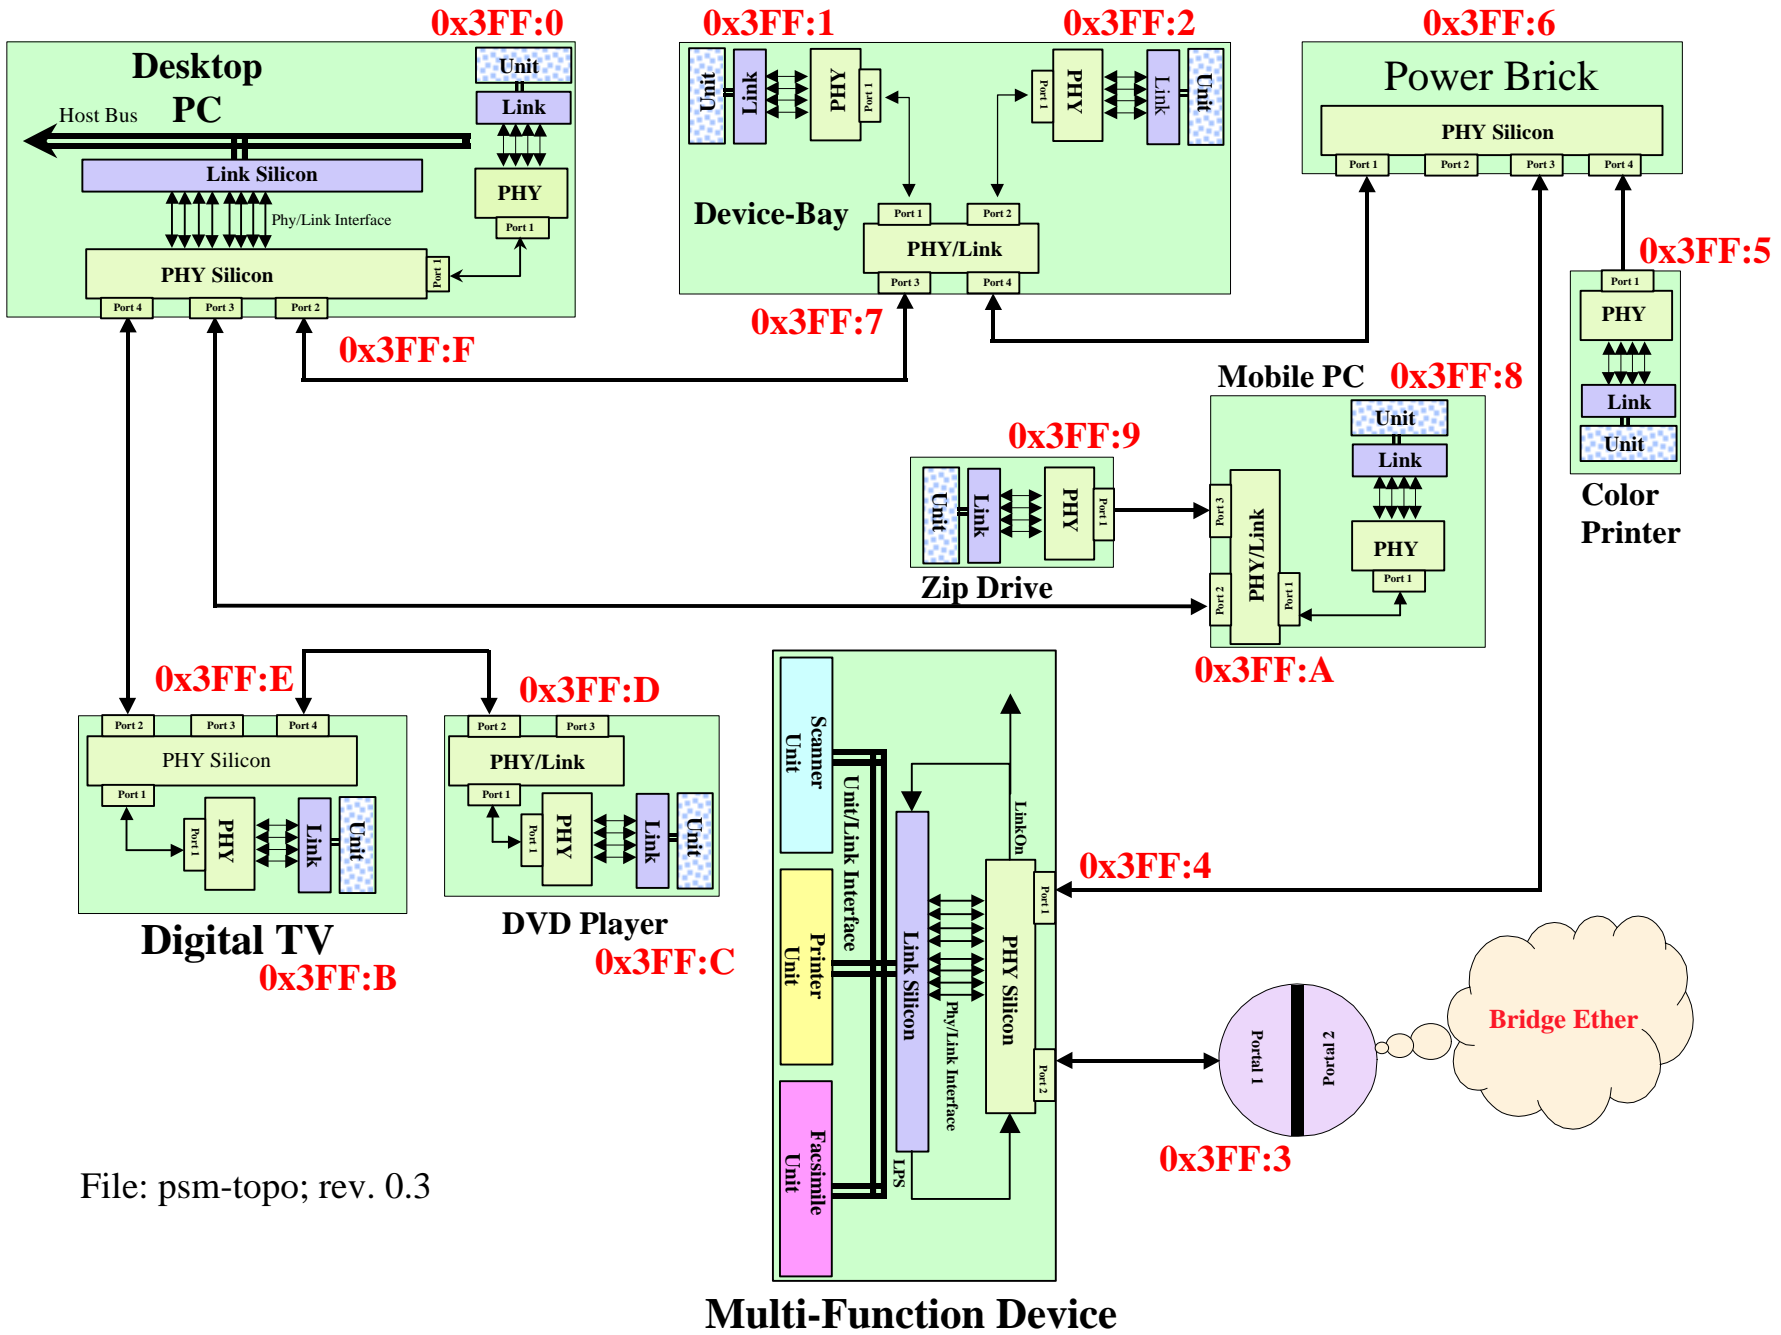 0x3FF:0
Desktop
PC
Host Bus
Unit
Link
PHY
Port 1
Link Silicon
Phy/Link Interface
PHY Silicon
Port 1
Port 4
Port 3
Port 2
0x3FF:F
0x3FF:1
0x3FF:2
Unit
Link
PHY
Port 1
Port 1
PHY
Link
Unit
Device-Bay
Port 1
Port 2
PHY/Link
Port 3
Port 4
0x3FF:7
0x3FF:6
Power Brick
PHY Silicon
Port 1
Port 2
Port 3
Port 4
0x3FF:5
Port 1
PHY
Link
Unit
Color
Printer
Mobile PC
0x3FF:8
Unit
Link
PHY
Port 1
Port 3
PHY/Link
Port 2
Port 1
0x3FF:A
0x3FF:9
Unit
Link
PHY
Port 1
Zip Drive
0x3FF:E
Port 2
Port 3
Port 4
PHY Silicon
Port 1
Port 1
PHY
Link
Unit
Digital TV
0x3FF:B
0x3FF:D
Port 2
Port 3
PHY/Link
Port 1
Port 1
PHY
Link
Unit
DVD Player
0x3FF:C
Scanner
Unit
Unit/Link Interface
Printer
Unit
Facsimile
Unit
Link Silicon
LPS
LinkOn
Phy/Link Interface
PHY Silicon
Port 1
Port 2
0x3FF:4
Multi-Function Device
Portal 1
Portal 2
0x3FF:3
Bridge Ether
File: psm-topo; rev. 0.3